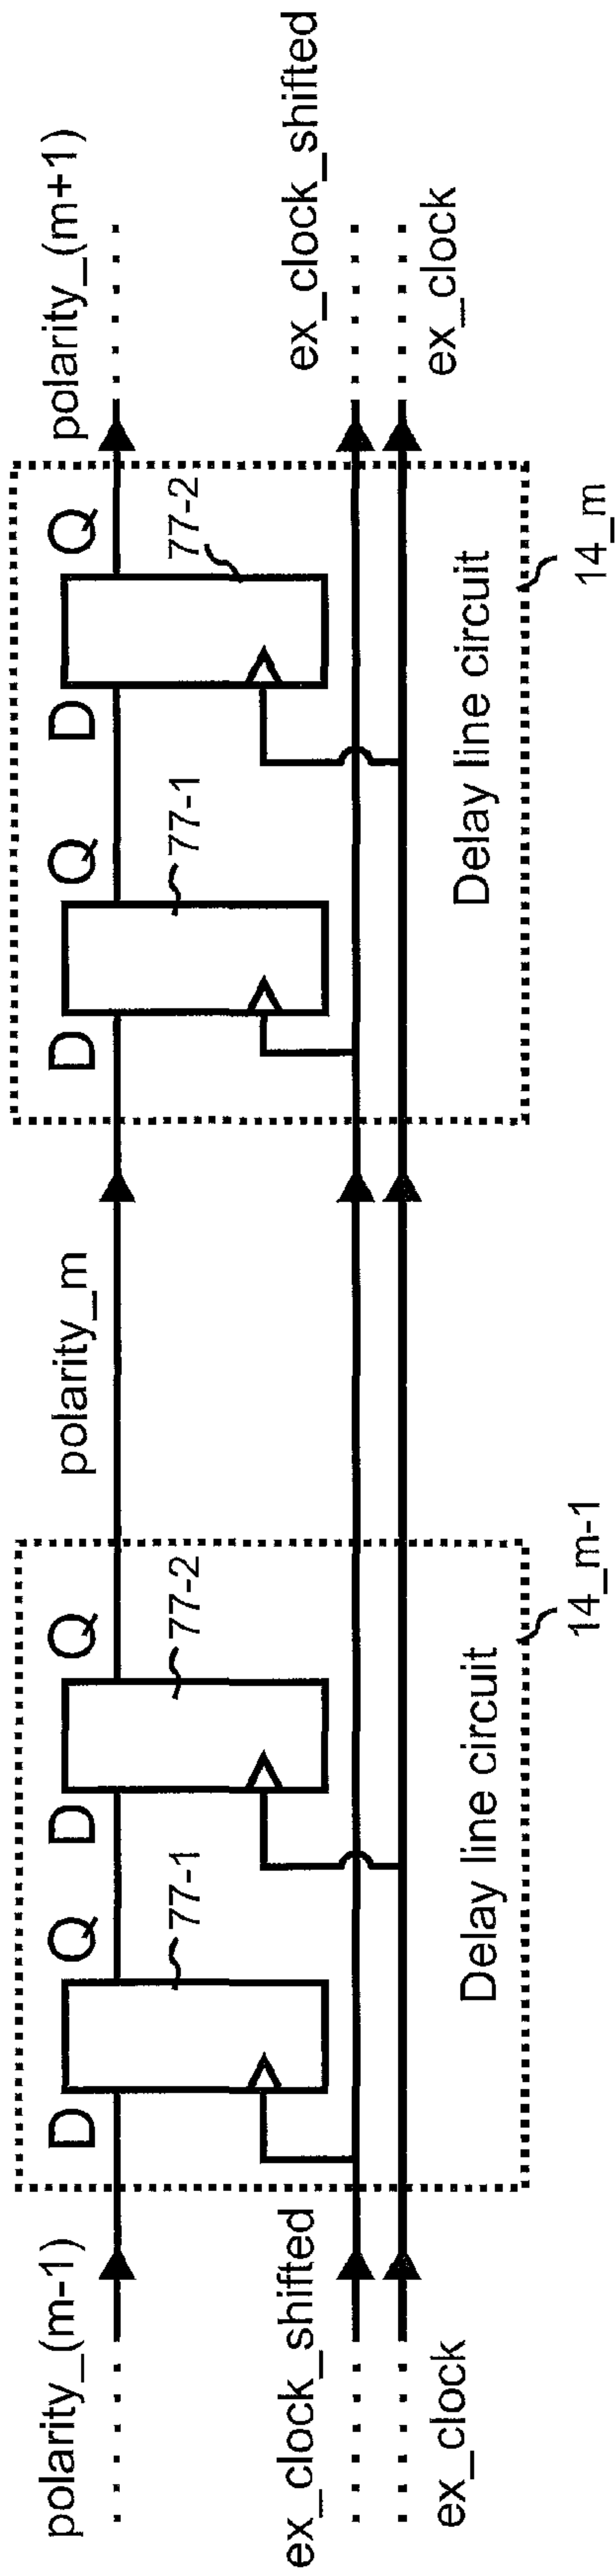 polarity_(m-1)
ex_clock_shifted
ex_clock
D
Q
77-1
D
Q
77-2
Delay line circuit
14_m-1
polarity_m
D
Q
77-1
D
Q
77-2
Delay line circuit
14_m
polarity_(m+1)
ex_clock_shifted
ex_clock